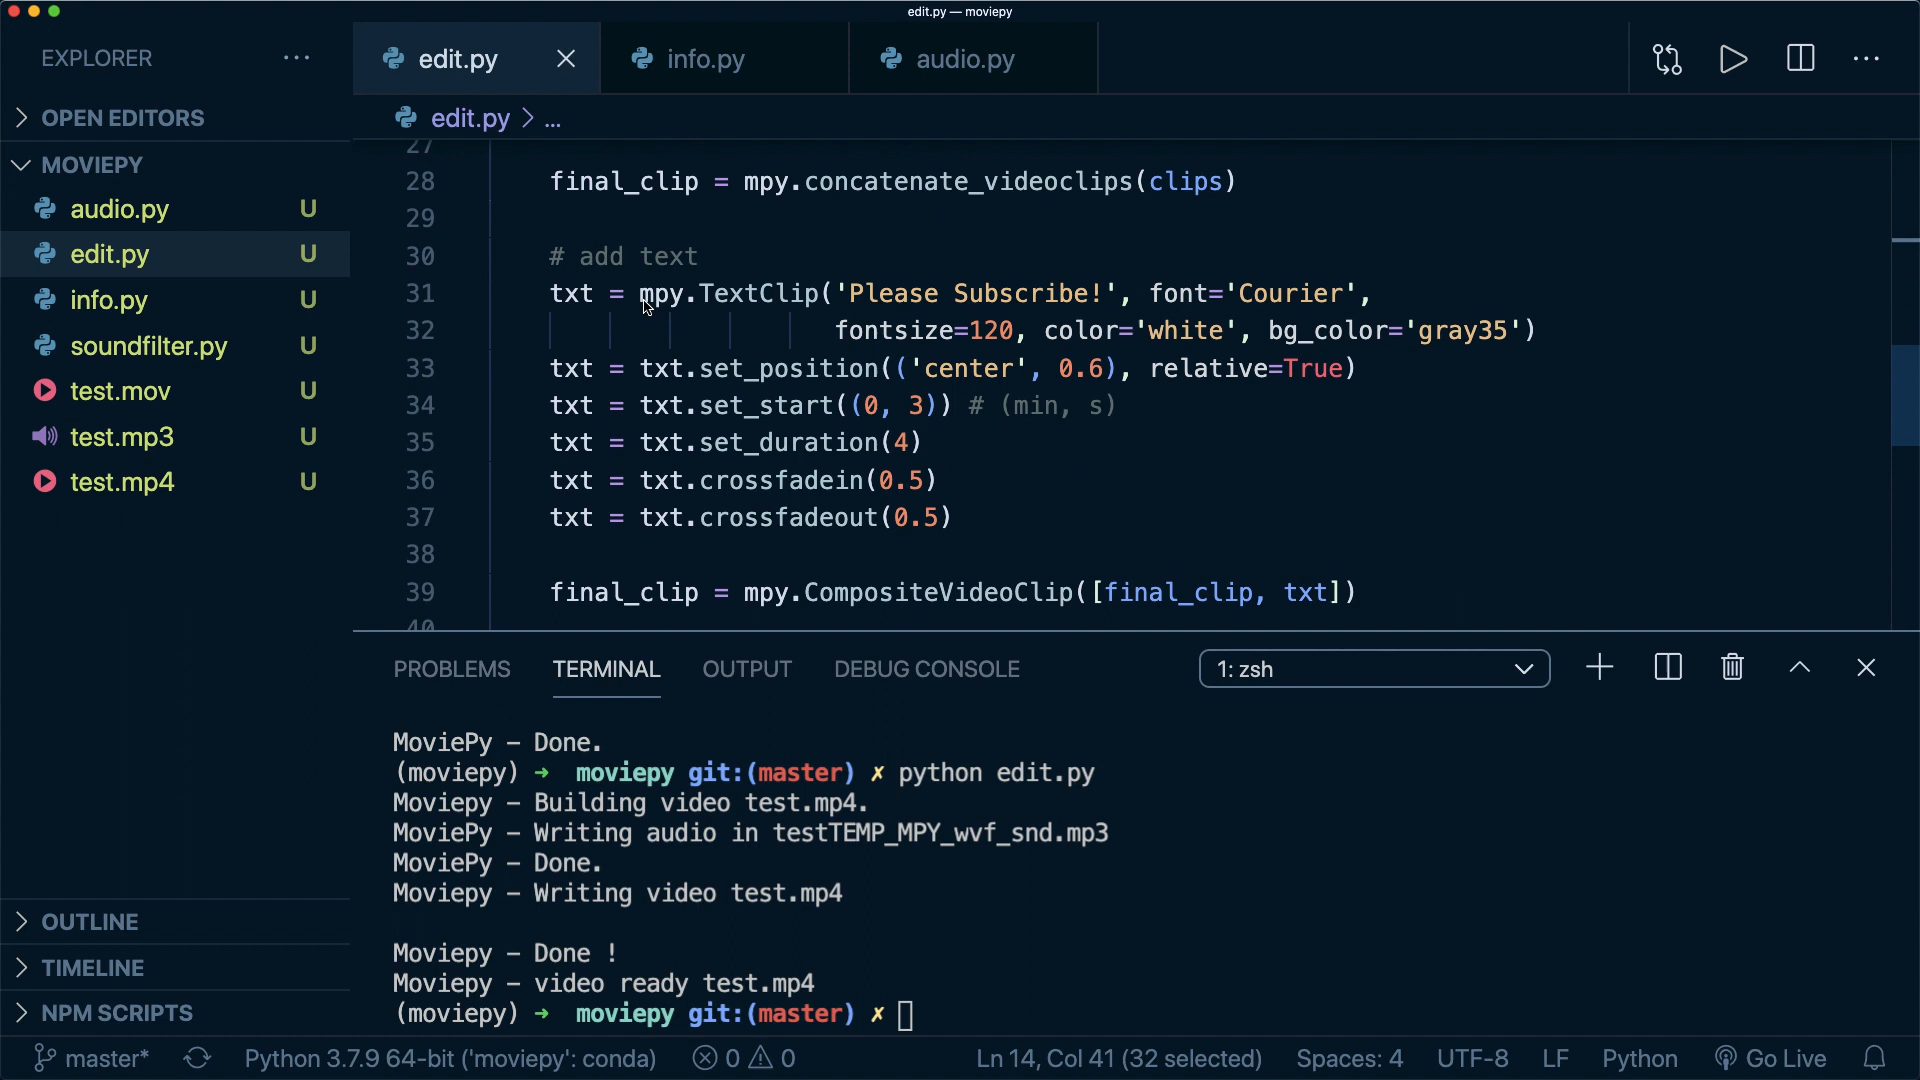 edit.py — moviepy
EXPLORER
OPEN EDITORS
MOVIEPY
audio.py U
edit.py U
info.py U
soundfilter.py U
test.mov U
test.mp3 U
test.mp4 U
OUTLINE
TIMELINE
NPM SCRIPTS
edit.py
info.py
audio.py
edit.py > ...
27
28 final_clip = mpy.concatenate_videoclips(clips)
29
30 # add text
31 txt = mpy.TextClip('Please Subscribe!', font='Courier',
32 fontsize=120, color='white', bg_color='gray35')
33 txt = txt.set_position(('center', 0.6), relative=True)
34 txt = txt.set_start((0, 3)) # (min, s)
35 txt = txt.set_duration(4)
36 txt = txt.crossfadein(0.5)
37 txt = txt.crossfadeout(0.5)
38
39 final_clip = mpy.CompositeVideoClip([final_clip, txt])
40
PROBLEMS TERMINAL OUTPUT DEBUG CONSOLE 1: zsh
MoviePy - Done.
(moviepy) ➜ moviepy git:(master) ✗ python edit.py
Moviepy - Building video test.mp4.
MoviePy - Writing audio in testTEMP_MPY_wvf_snd.mp3
MoviePy - Done.
Moviepy - Writing video test.mp4
Moviepy - Done !
Moviepy - video ready test.mp4
(moviepy) ➜ moviepy git:(master) ✗
master* Python 3.7.9 64-bit ('moviepy': conda) 0 0 Ln 14, Col 41 (32 selected) Spaces: 4 UTF-8 LF Python Go Live